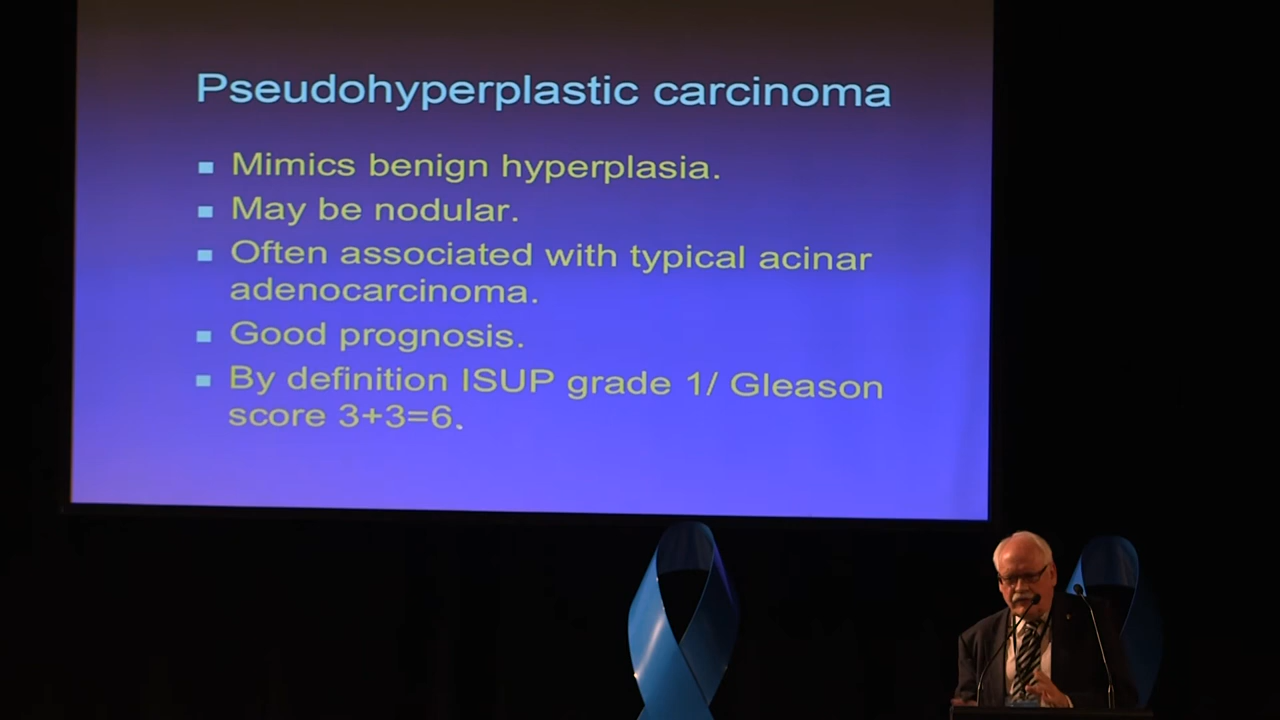 Pseudohyperplastic carcinoma
Mimics benign hyperplasia.
May be nodular.
Often associated with typical acinar
adenocarcinoma.
Good prognosis.
By definition ISUP grade 1/ Gleason
score 3+3=6.